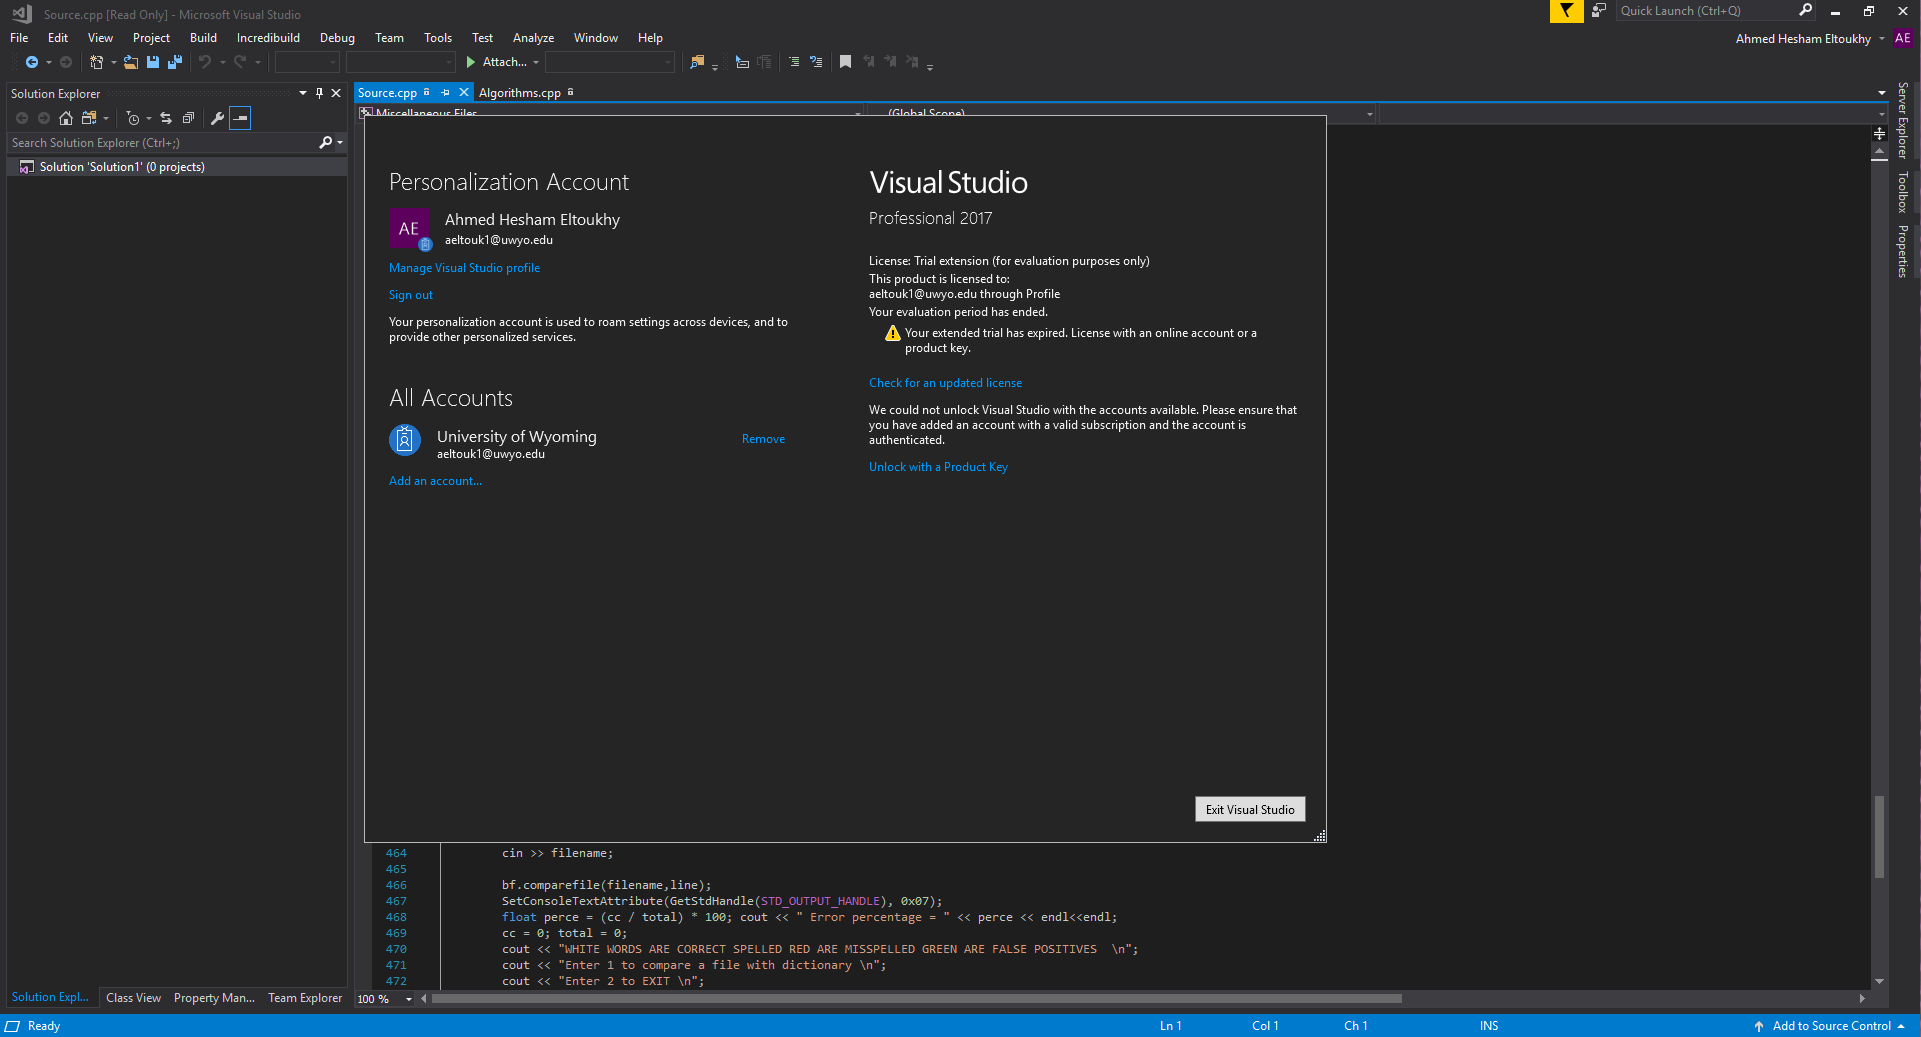 Source.cpp [Read Only] - Microsoft Visual Studio
Quick Launch (Ctrl+Q)
File Edit View Project Build Incredibuild Debug Team Tools Test Analyze Window Help
Ahmed Hesham Eltoukhy AE
Attach...
Solution Explorer
Source.cpp Algorithms.cpp
Miscellaneous Files (Global Scope)
Search Solution Explorer (Ctrl+;)
Solution 'Solution1' (0 projects)
Server Explorer
Toolbox
Properties
Personalization Account
AE
Ahmed Hesham Eltoukhy
aeltouk1@uwyo.edu
Manage Visual Studio profile
Sign out
Your personalization account is used to roam settings across devices, and to
provide other personalized services.
All Accounts
University of Wyoming
aeltouk1@uwyo.edu
Remove
Add an account...
Visual Studio
Professional 2017
License: Trial extension (for evaluation purposes only)
This product is licensed to:
aeltouk1@uwyo.edu through Profile
Your evaluation period has ended.
Your extended trial has expired. License with an online account or a
product key.
Check for an updated license
We could not unlock Visual Studio with the accounts available. Please ensure that
you have added an account with a valid subscription and the account is
authenticated.
Unlock with a Product Key
Exit Visual Studio
464 cin >> filename;
465
466 bf.comparefile(filename,line);
467 SetConsoleTextAttribute(GetStdHandle(STD_OUTPUT_HANDLE), 0x07);
468 float perce = (cc / total) * 100; cout << " Error percentage = " << perce << endl<<endl;
469 cc = 0; total = 0;
470 cout << "WHITE WORDS ARE CORRECT SPELLED RED ARE MISSPELLED GREEN ARE FALSE POSITIVES  \n";
471 cout << "Enter 1 to compare a file with dictionary \n";
472 cout << "Enter 2 to EXIT \n";
Solution Expl... Class View Property Man... Team Explorer
100 %
Ready Ln 1 Col 1 Ch 1 INS Add to Source Control